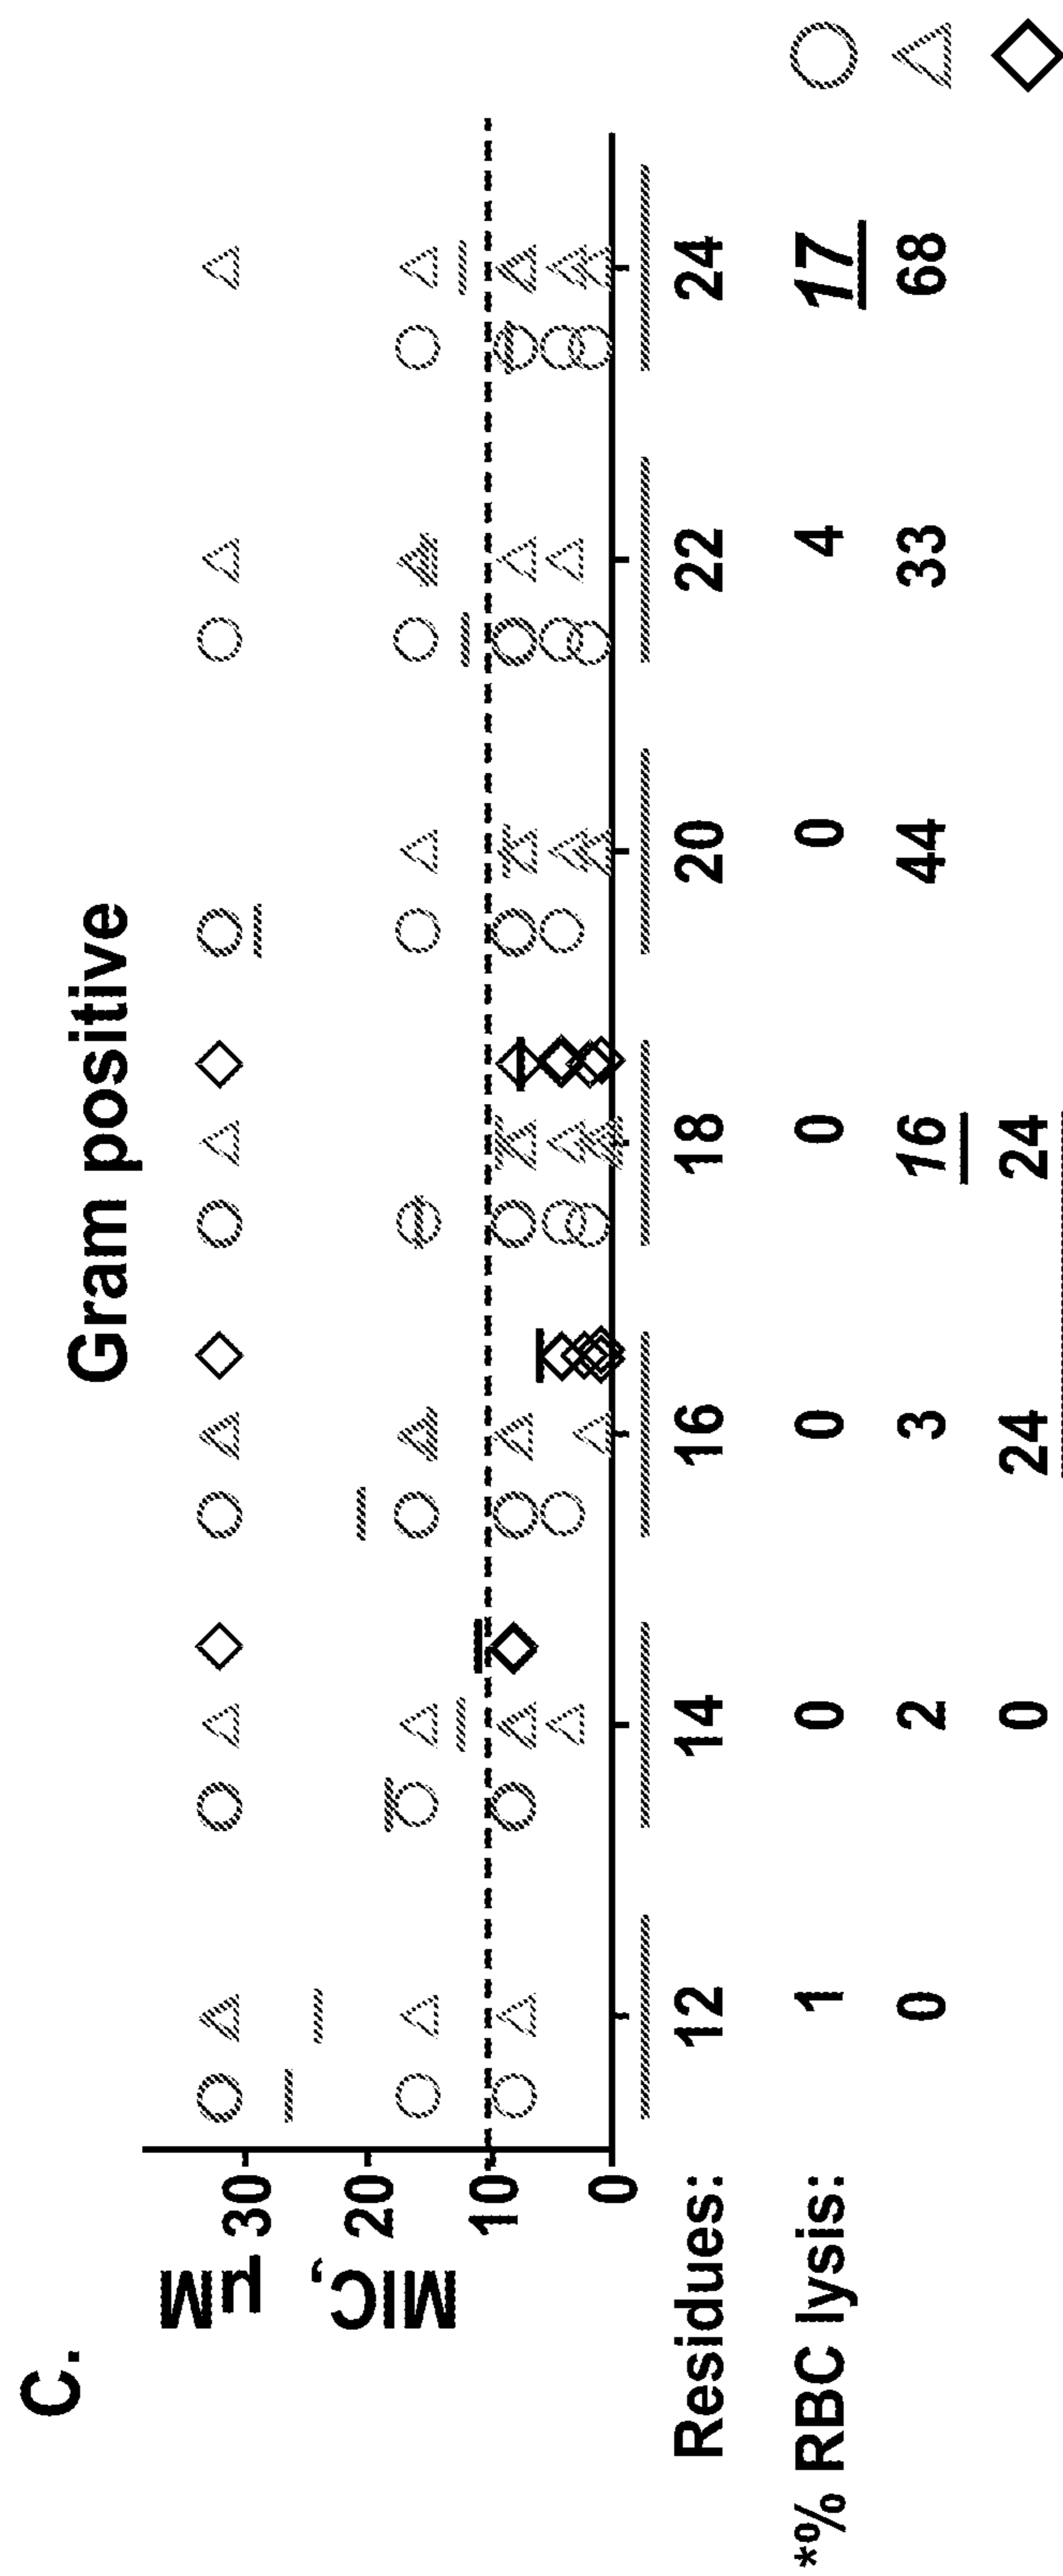 C.
Gram positive
MIC, µM
30
20
10
0
Residues: 12 14 16 18 20 22 24
*% RBC lysis: 1 0 0 0 0 4 17
0 2 3 16 44 33 68
0 24 24